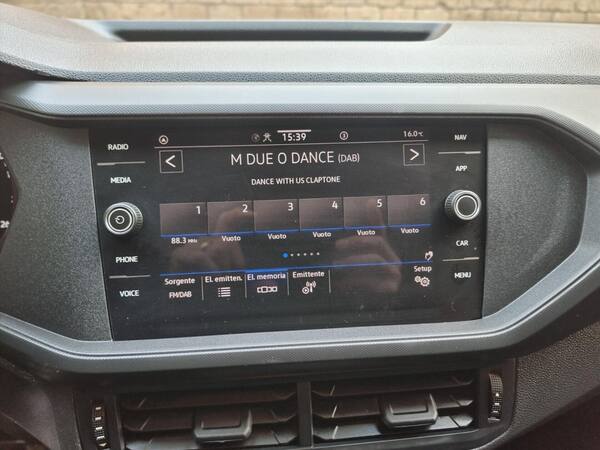 RADIO
MEDIA
PHONE
VOICE
15:39
16.0°C
NAV
APP
CAR
MENU
M DUE O DANCE (DAB)
DANCE WITH US CLAPTONE
1 2 3 4 5 6
88.3 MHz Vuoto Vuoto Vuoto Vuoto Vuoto
Sorgente El. emitten. El. memoria Emittente Setup
FM/DAB